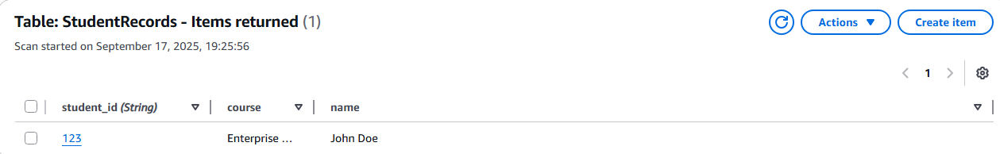 Table: StudentRecords - Items returned (1)
Actions
Create item
Scan started on September 17, 2025, 19:25:56
1
student_id (String) course name
123 Enterprise ... John Doe